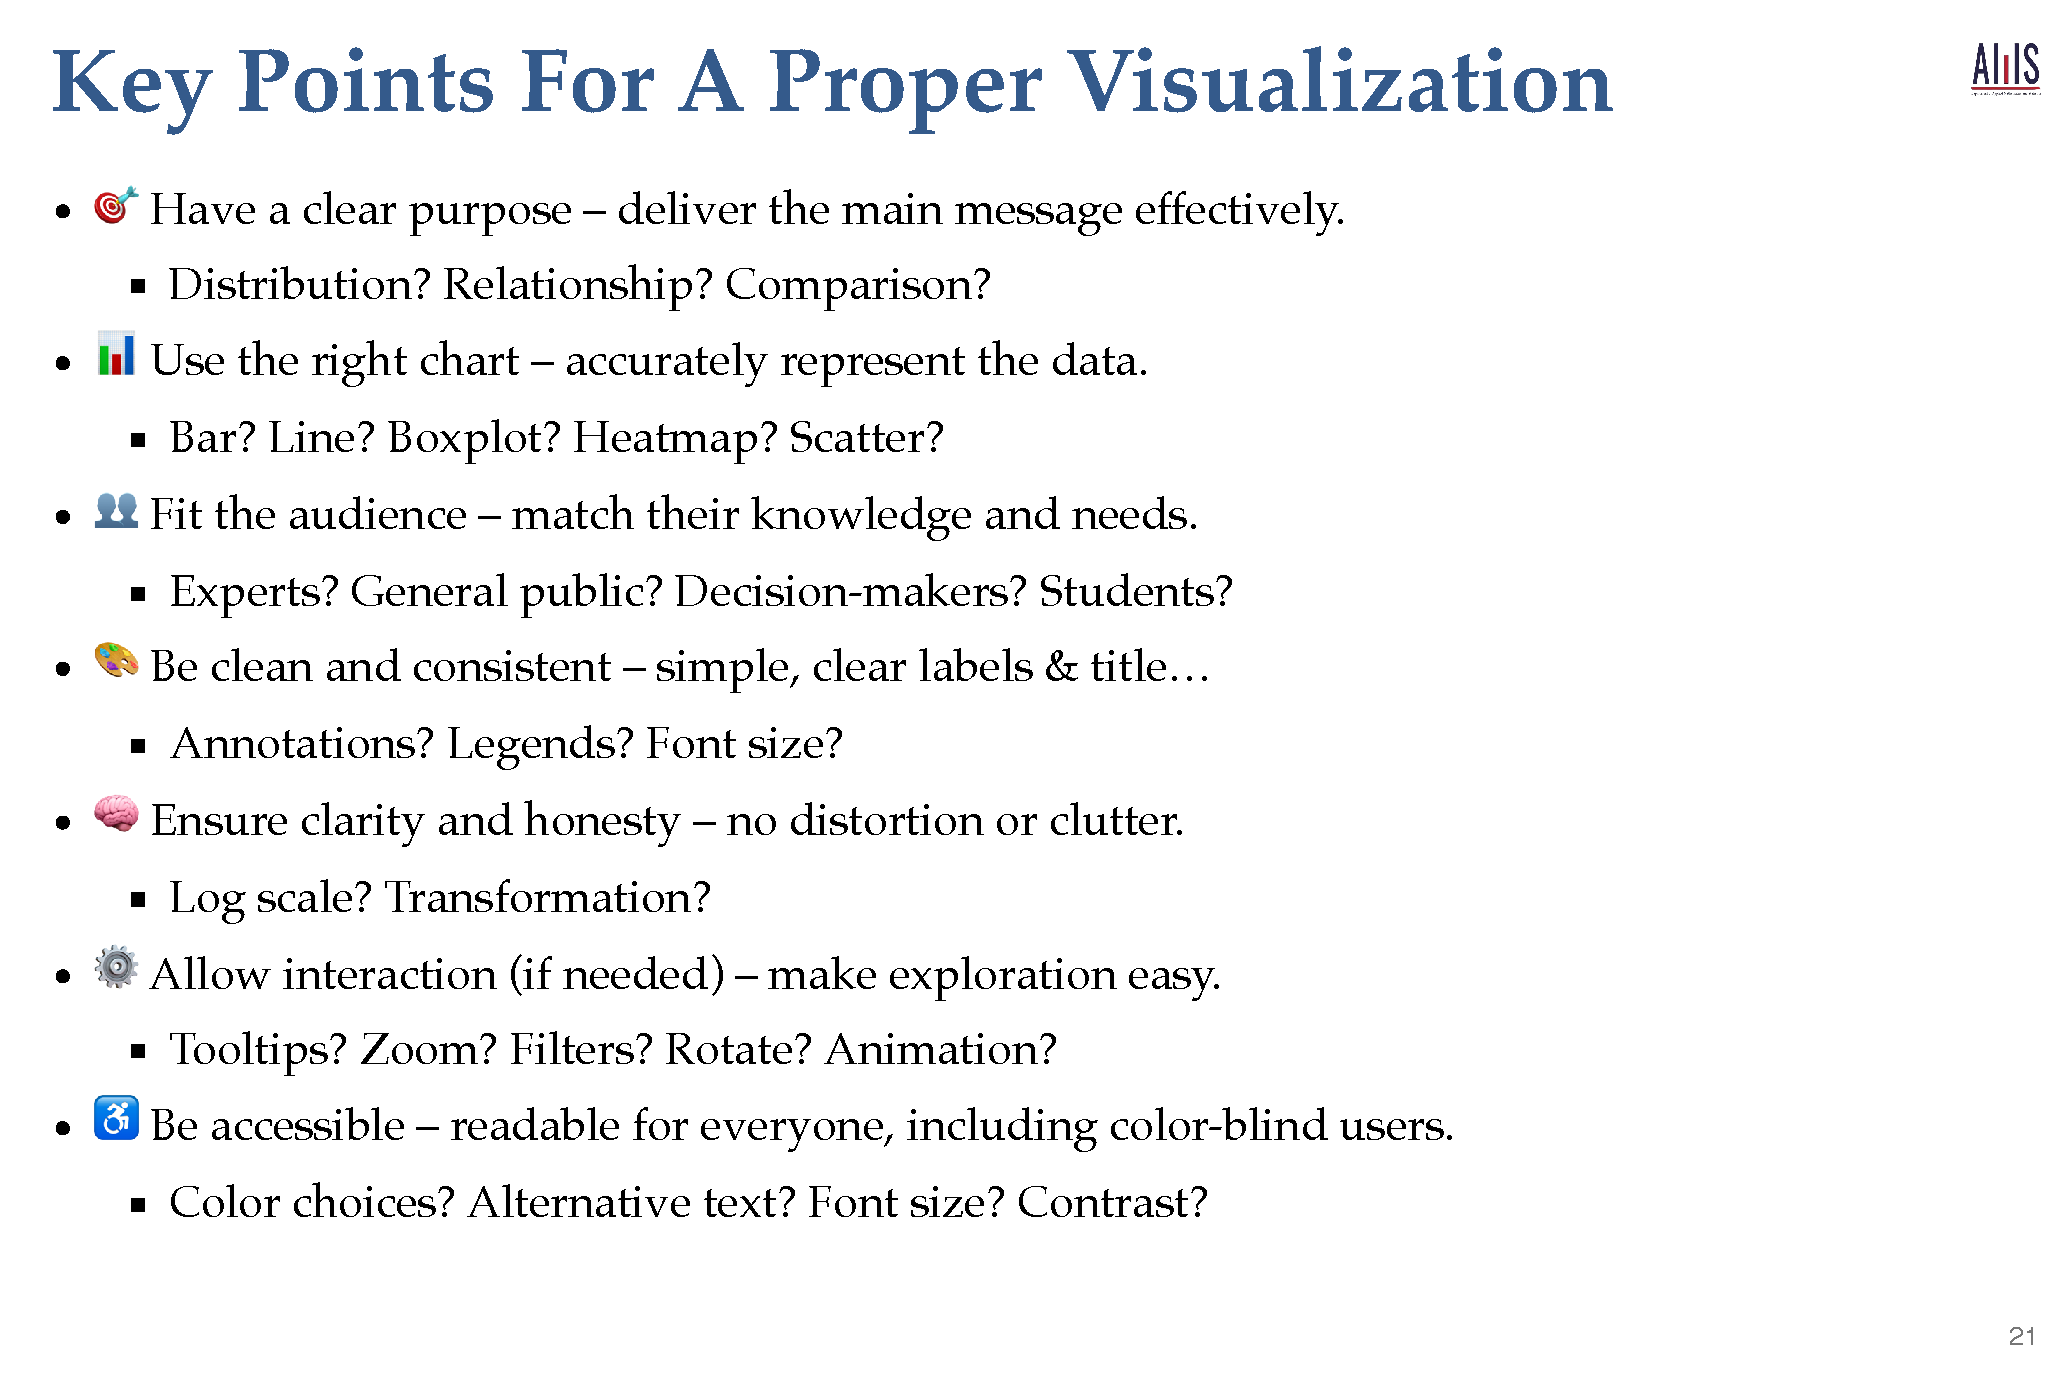 Key Points For A Proper Visualization
AIIIS
• 🎯 Have a clear purpose – deliver the main message effectively.
▪ Distribution? Relationship? Comparison?
• 📊 Use the right chart – accurately represent the data.
▪ Bar? Line? Boxplot? Heatmap? Scatter?
• 👥 Fit the audience – match their knowledge and needs.
▪ Experts? General public? Decision-makers? Students?
• 🎨 Be clean and consistent – simple, clear labels & title…
▪ Annotations? Legends? Font size?
• 🧠 Ensure clarity and honesty – no distortion or clutter.
▪ Log scale? Transformation?
• ⚙️ Allow interaction (if needed) – make exploration easy.
▪ Tooltips? Zoom? Filters? Rotate? Animation?
• ♿ Be accessible – readable for everyone, including color-blind users.
▪ Color choices? Alternative text? Font size? Contrast?
21